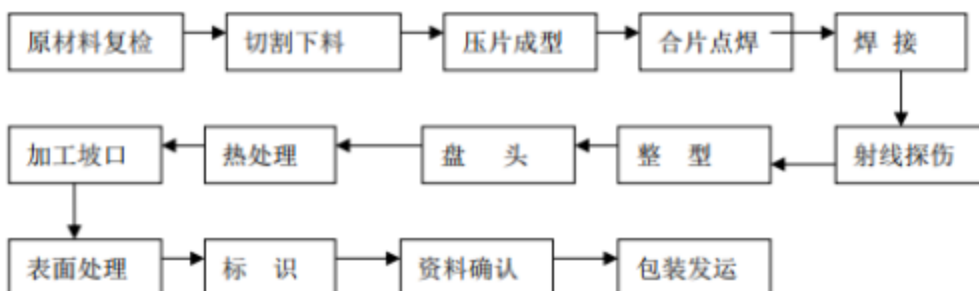 原材料复检 切割下料 压片成型 合片点焊 焊 接
加工坡口 热处理 盘 头 整 型 射线探伤
表面处理 标 识 资料确认 包装发运